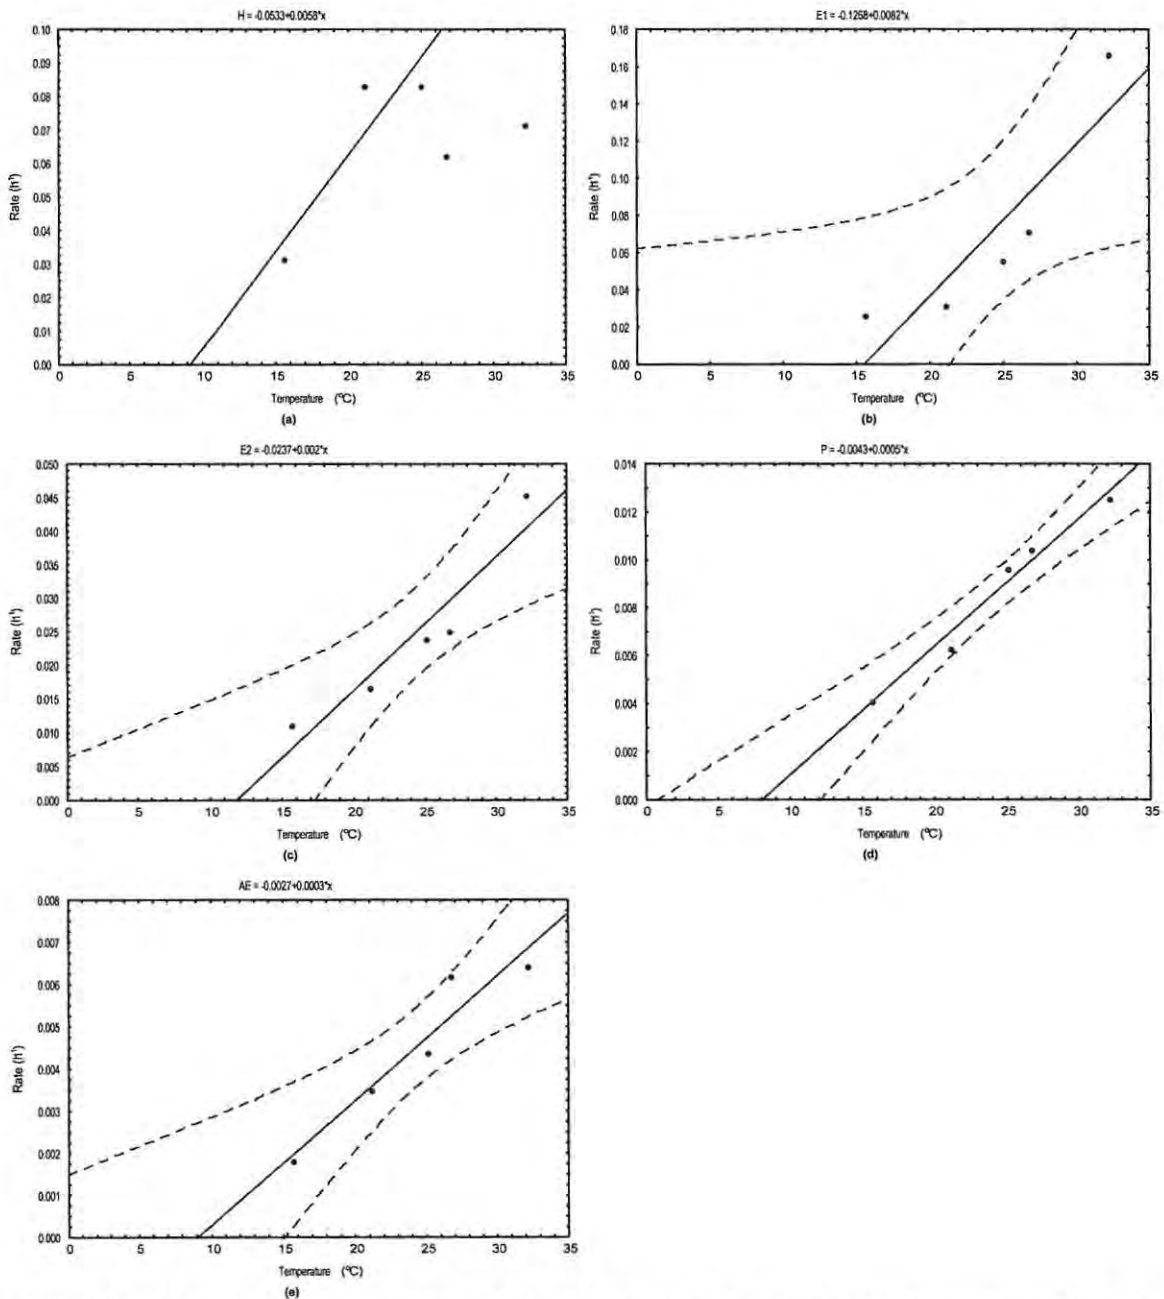 H = -0.0533+0.0058*x
0.10
0.09
0.08
0.07
0.06
0.05
0.04
0.03
0.02
0.01
0.00
Rate (h¹)
0 5 10 15 20 25 30 35
Temperature (°C)
(a)
E1 = -0.1268+0.0082*x
0.18
0.16
0.14
0.12
0.10
0.08
0.06
0.04
0.02
0.00
Rate (h¹)
0 5 10 15 20 25 30 35
Temperature (°C)
(b)
E2 = -0.0237+0.002*x
0.050
0.045
0.040
0.035
0.030
0.025
0.020
0.015
0.010
0.005
0.000
Rate (h¹)
0 5 10 15 20 25 30 35
Temperature (°C)
(c)
P = -0.0043+0.0005*x
0.014
0.012
0.010
0.008
0.006
0.004
0.002
0.000
Rate (h¹)
0 5 10 15 20 25 30 35
Temperature (°C)
(d)
AE = -0.0027+0.0003*x
0.008
0.007
0.006
0.005
0.004
0.003
0.002
0.001
0.000
Rate (h¹)
0 5 10 15 20 25 30 35
Temperature (°C)
(e)